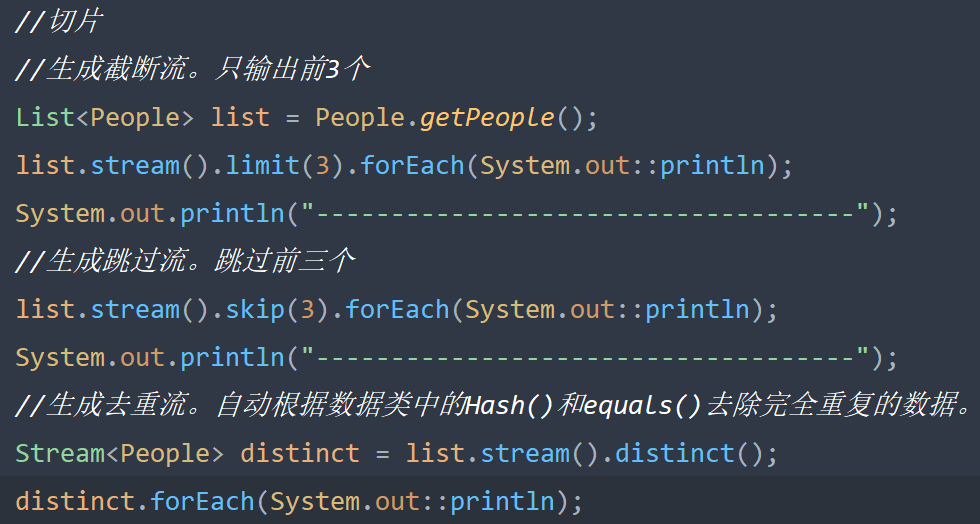 //切片
//生成截断流。只输出前3个
List<People> list = People.getPeople();
list.stream().limit(3).forEach(System.out::println);
System.out.println("------------------------------------");
//生成跳过流。跳过前三个
list.stream().skip(3).forEach(System.out::println);
System.out.println("------------------------------------");
//生成去重流。自动根据数据类中的Hash()和equals()去除完全重复的数据。
Stream<People> distinct = list.stream().distinct();
distinct.forEach(System.out::println);